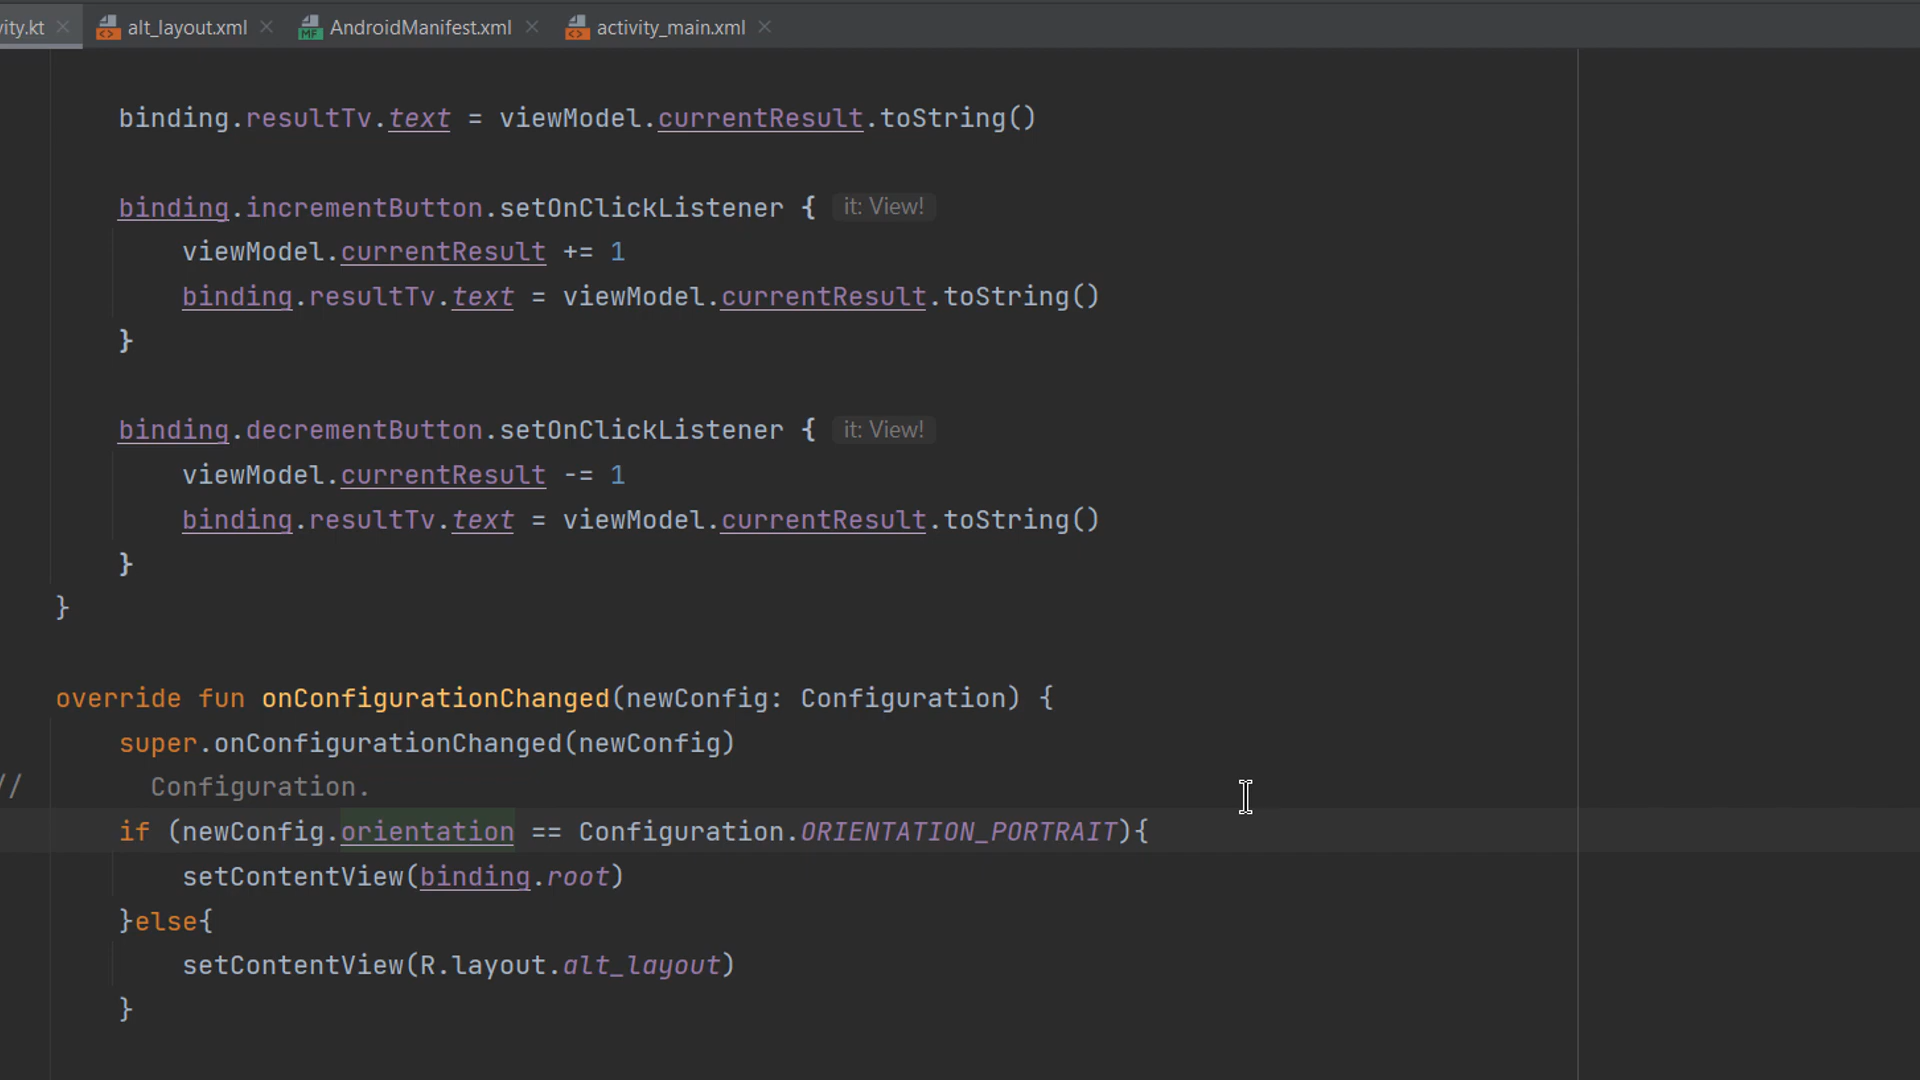 ity.kt alt_layout.xml AndroidManifest.xml activity_main.xml
binding.resultTv.text = viewModel.currentResult.toString()
binding.incrementButton.setOnClickListener { it: View!
viewModel.currentResult += 1
binding.resultTv.text = viewModel.currentResult.toString()
}
binding.decrementButton.setOnClickListener { it: View!
viewModel.currentResult -= 1
binding.resultTv.text = viewModel.currentResult.toString()
}
}
override fun onConfigurationChanged(newConfig: Configuration) {
super.onConfigurationChanged(newConfig)
// Configuration.
if (newConfig.orientation == Configuration.ORIENTATION_PORTRAIT){
setContentView(binding.root)
}else{
setContentView(R.layout.alt_layout)
}